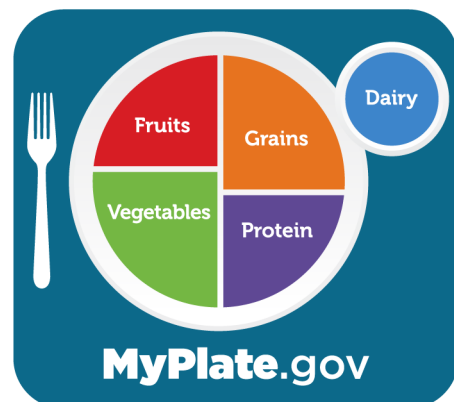 Fruits
Grains
Dairy
Vegetables
Protein
MyPlate.gov